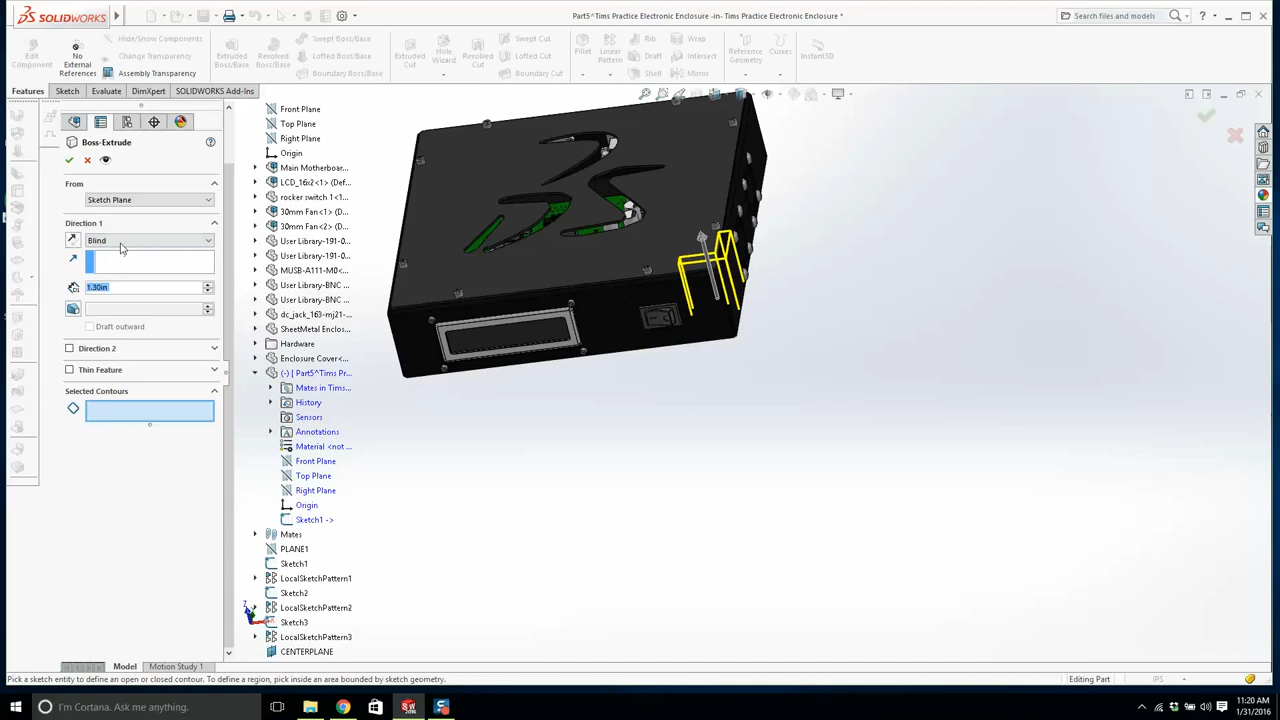 SOLIDWORKS
Part5^Tims Practice Electronic Enclosure -in- Tims Practice Electronic Enclosure *
Search files and models
Edit Component
No External References
Hide/Show Components
Change Transparency
Assembly Transparency
Extruded Boss/Base
Revolved Boss/Base
Swept Boss/Base
Lofted Boss/Base
Boundary Boss/Base
Extruded Cut
Hole Wizard
Revolved Cut
Swept Cut
Lofted Cut
Boundary Cut
Fillet
Linear Pattern
Rib
Draft
Shell
Wrap
Intersect
Mirror
Reference Geometry
Curves
Instant3D
Features
Sketch
Evaluate
DimXpert
SOLIDWORKS Add-Ins
Boss-Extrude
From
Sketch Plane
Direction 1
Blind
1.30in
Draft outward
Direction 2
Thin Feature
Selected Contours
Front Plane
Top Plane
Right Plane
Origin
Main Motherboar...
LCD_16x2<1> (Def...
rocker switch 1<1...
30mm Fan<1> (D...
30mm Fan<2> (D...
User Library-191-0...
User Library-191-0...
MUSB-A111-M0<...
User Library-BNC ...
User Library-BNC ...
dc_jack_163-mj21-...
SheetMetal Enclos...
Hardware
Enclosure Cover<...
(-) [ Part5^Tims Pr...
Mates in Tims...
History
Sensors
Annotations
Material <not ...
Front Plane
Top Plane
Right Plane
Origin
Sketch1 ->
Mates
PLANE1
Sketch1
LocalSketchPattern1
Sketch2
LocalSketchPattern2
Sketch3
LocalSketchPattern3
CENTERPLANE
Z
Model
Motion Study 1
Pick a sketch entity to define an open or closed contour. To define a region, pick inside an area bounded by sketch geometry.
Editing Part
IPS
I'm Cortana. Ask me anything.
11:20 AM
1/31/2016